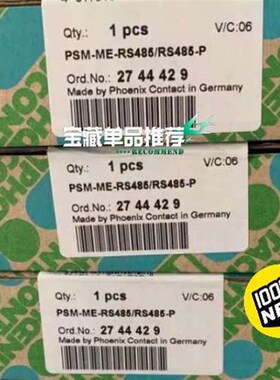 Qty.: 1 pcs V/C:06
PSM-ME-RS485/RS485-P
Ord.No.: 27 44 42 9
Made by Phoenix Contact in Germany
宝藏单品推荐
RECOMMEND
Qty.: 1 pcs V/C:06
PSM-ME-RS485/RS485-P
Ord.No.: 27 44 42 9
Made by Phoenix Contact in Germany
Qty.: 1 pcs V/C:06
PSM-ME-RS485/RS485-P
Ord.No.: 27 44 42 9
Made by Phoenix Contact in Germany
100%
NEW